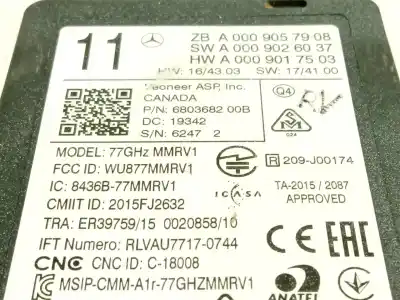 11
ZB A 000 905 79 08
SW A 000 902 60 37
HW A 000 901 75 03
HW: 16/43.03 SW: 17/41 00
Veoneer ASP, Inc.
CANADA
P/N: 6803682 00B
DC: 19342
S/N: 6247 2
Q4
MODEL: 77GHz MMRV1
FCC ID: WU877MMRV1
IC: 8436B-77MMRV1
CMIIT ID: 2015FJ2632
ICASA
R 209-J00174
TA-2015 / 2087
APPROVED
TRA: ER39759/15 0020858/10
IFT Numero: RLVAU7717-0744
CE EAC
CNC CNC ID: C-18008
MSIP-CMM-A1r-77GHZMMRV1
ANATEL